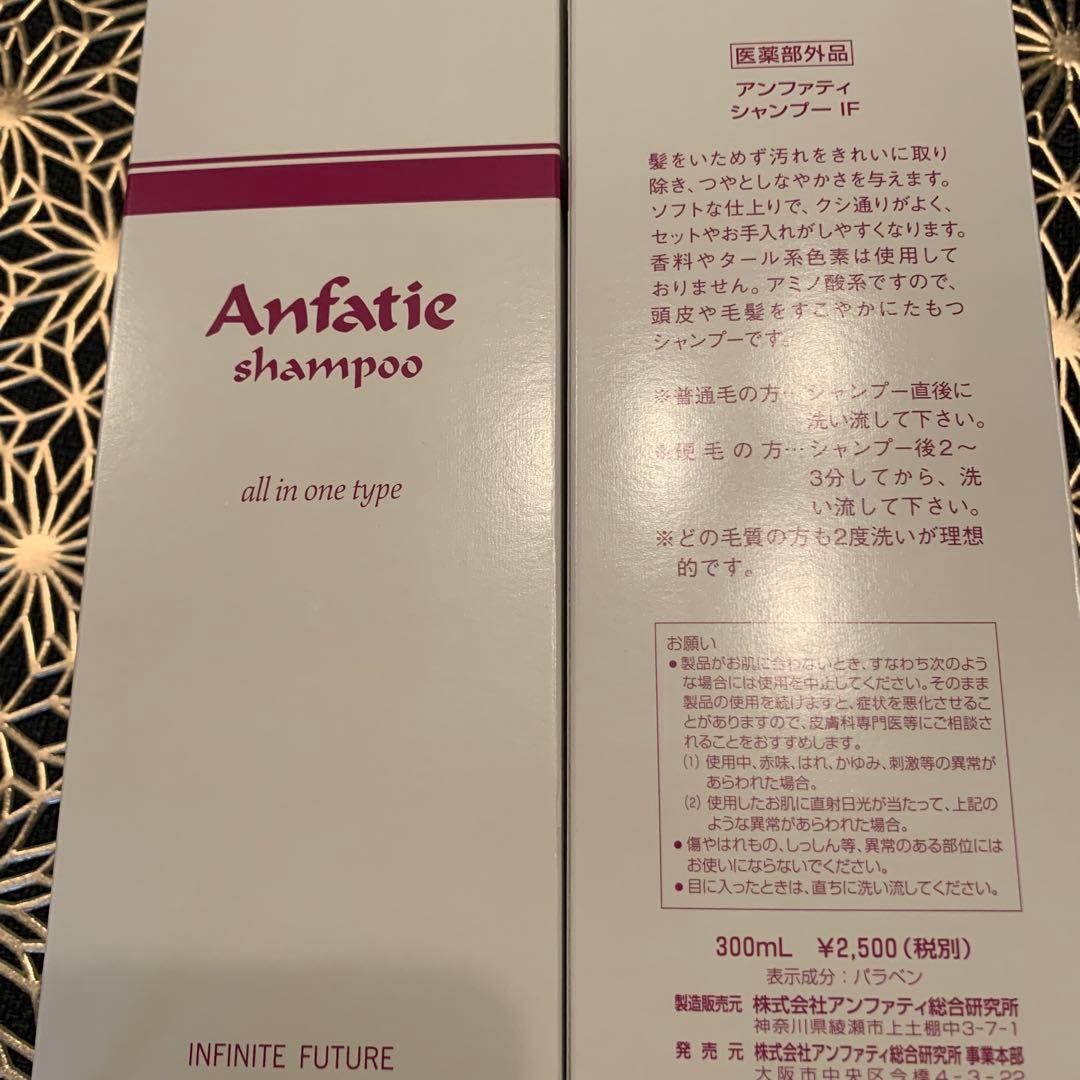 Anfatie
shampoo
all in one type
INFINITE FUTURE
医薬部外品
アンファティ
シャンプー IF
髪をいためず汚れをきれいに取り
除き、つやとしなやかさを与えます。
ソフトな仕上りで、クシ通りがよく、
セットやお手入れがしやすくなります。
香料やタール系色素は使用して
おりません。アミノ酸系ですので、
頭皮や毛髪をすこやかにたもつ
シャンプーです。
※普通毛の方…シャンプー直後に
洗い流して下さい。
※硬毛の方…シャンプー後2〜
3分してから、洗
い流して下さい。
※どの毛質の方も2度洗いが理想
的です。
お願い
●製品がお肌に合わないとき、すなわち次のよう
な場合には使用を中止してください。そのまま
製品の使用を続けますと、症状を悪化させるこ
とがありますので、皮膚科専門医等にご相談さ
れることをおすすめします。
(1) 使用中、赤味、はれ、かゆみ、刺激等の異常が
あらわれた場合。
(2) 使用したお肌に直射日光が当たって、上記の
ような異常があらわれた場合。
●傷やはれもの、しっしん等、異常のある部位には
お使いにならないでください。
●目に入ったときは、直ちに洗い流してください。
300mL ¥2,500(税別)
表示成分：パラベン
製造販売元 株式会社アンファティ総合研究所
神奈川県綾瀬市上土棚中3-7-1
発売元 株式会社アンファティ総合研究所 事業本部
大阪市中央区今橋4-3-22